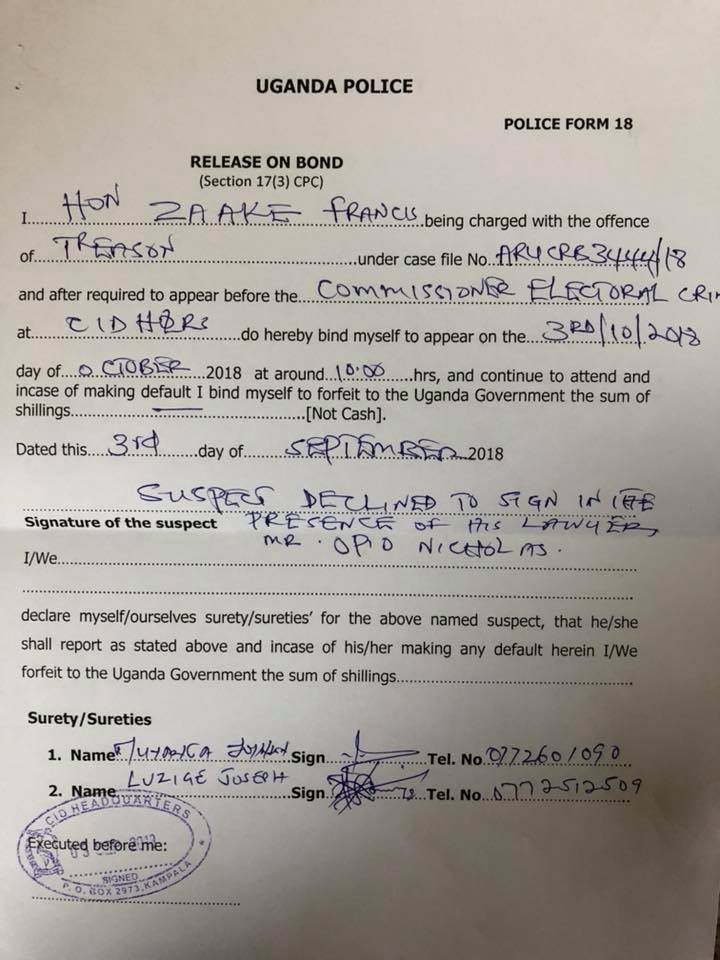 UGANDA POLICE
POLICE FORM 18
RELEASE ON BOND
(Section 17(3) CPC)
I HON ZAAKE FRANCIS being charged with the offence
of TREASON under case file No. ARUCRB3444/18
and after required to appear before the COMMISSIONER ELECTORAL CRIM
at CID HQRS do hereby bind myself to appear on the 3RD/10/2018
day of OCTOBER 2018 at around 10:00 hrs, and continue to attend and
incase of making default I bind myself to forfeit to the Uganda Government the sum of
shillings — [Not Cash].
Dated this 3rd day of SEPTEMBER 2018
SUSPECT DECLINED TO SIGN IN THE
Signature of the suspect PRESENCE OF HIS LAWYER,
MR. OPIO NICHOLAS.
I/We
declare myself/ourselves surety/sureties' for the above named suspect, that he/she
shall report as stated above and incase of his/her making any default herein I/We
forfeit to the Uganda Government the sum of shillings
Surety/Sureties
1. Name Sign Tel. No 0772601090
2. Name LUZIGE JOSEPH Sign Tel. No 0772512509
CID HEADQUARTERS
Executed before me:
SIGNED
P. O. BOX 2973, KAMPALA